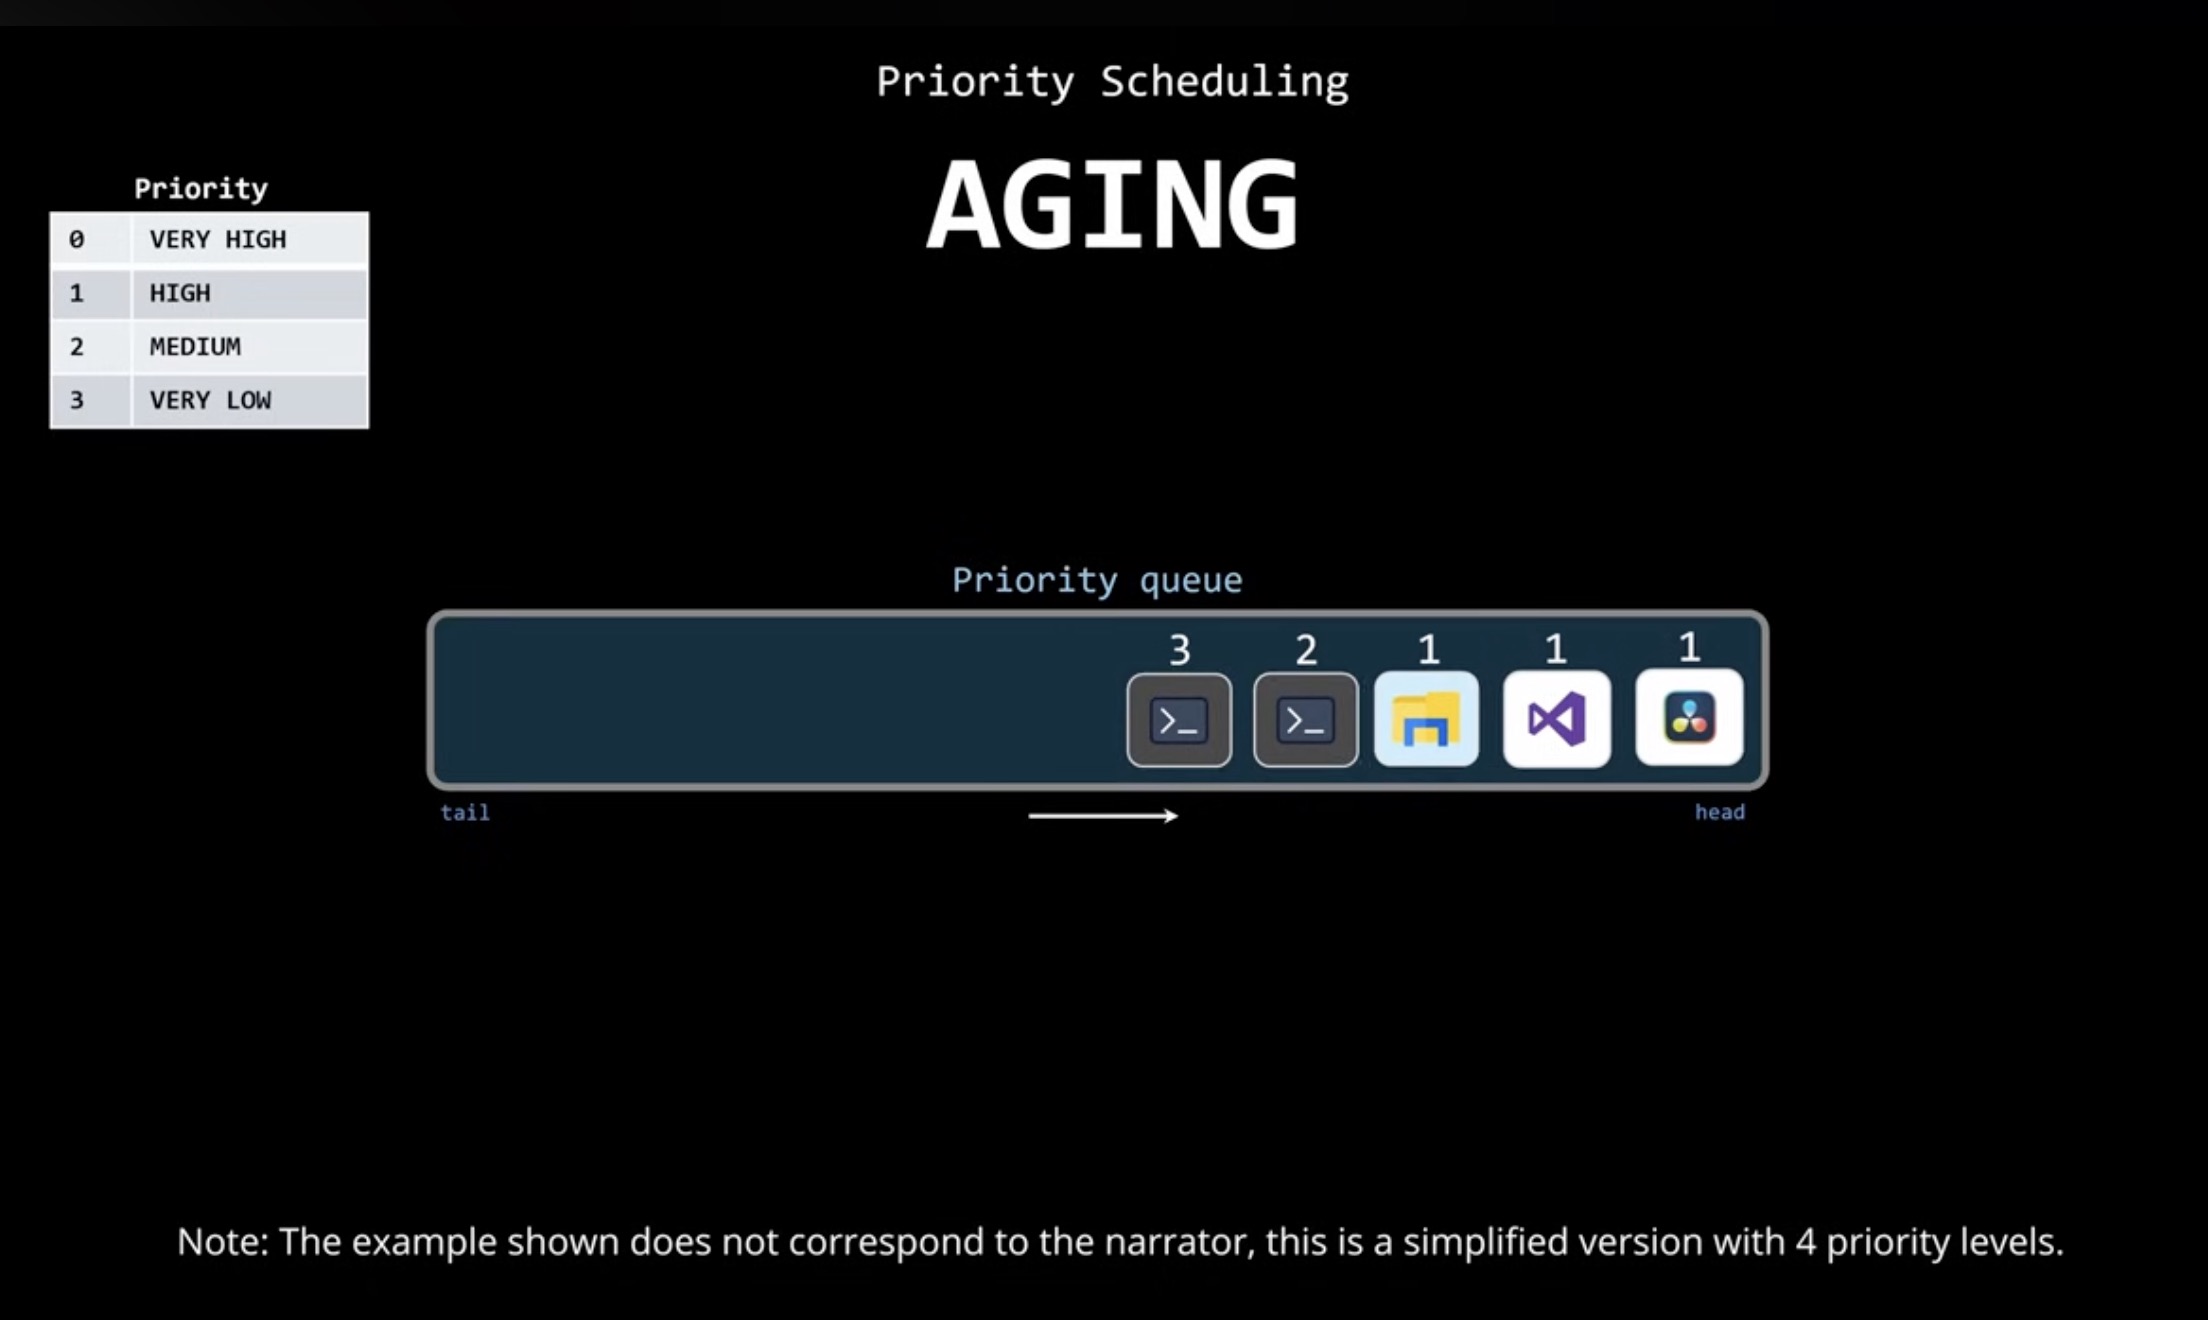 Priority Scheduling
AGING
Priority
0 VERY HIGH
1 HIGH
2 MEDIUM
3 VERY LOW
Priority queue
3 2 1 1 1
>_ >_
tail head
Note: The example shown does not correspond to the narrator, this is a simplified version with 4 priority levels.